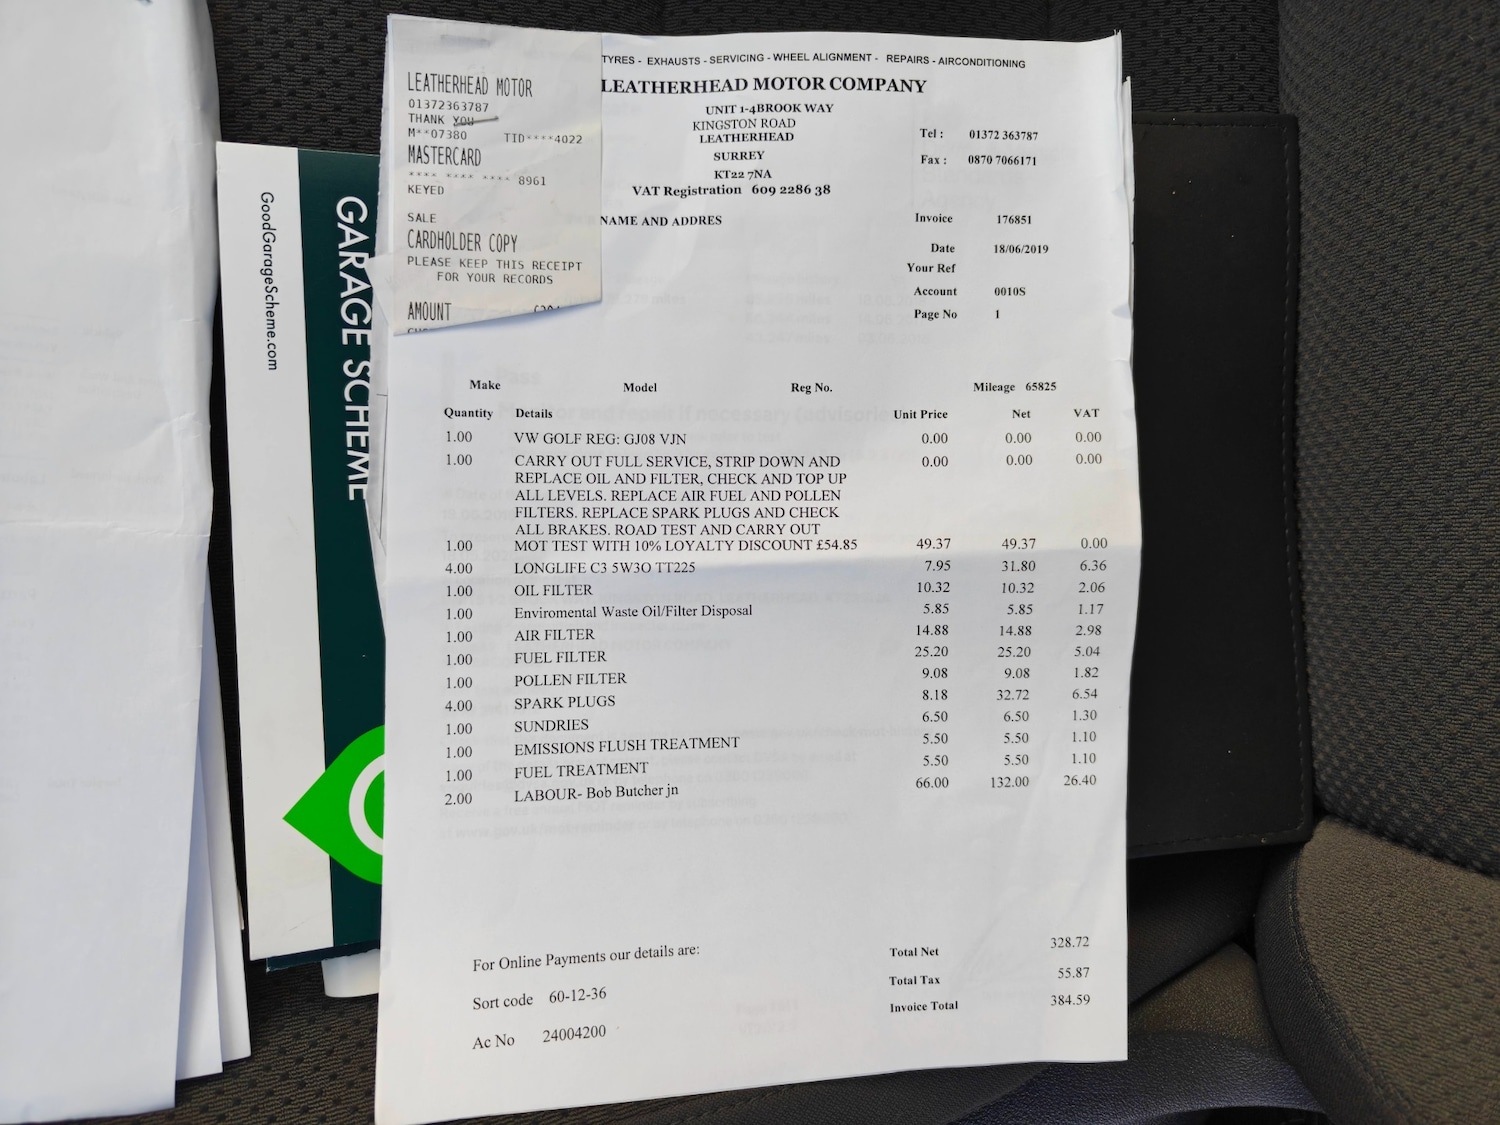 GoodGarageScheme.com
GARAGE SCHEME
LEATHERHEAD MOTOR
01372363787
THANK YOU
M**07380 TID****4022
MASTERCARD
**** **** **** 8961
KEYED
SALE
CARDHOLDER COPY
PLEASE KEEP THIS RECEIPT
FOR YOUR RECORDS
AMOUNT
TYRES - EXHAUSTS - SERVICING - WHEEL ALIGNMENT - REPAIRS - AIRCONDITIONING
LEATHERHEAD MOTOR COMPANY
UNIT 1-4BROOK WAY
KINGSTON ROAD
LEATHERHEAD
SURREY
KT22 7NA
VAT Registration 609 2286 38
Tel : 01372 363787
Fax : 0870 7066171
NAME AND ADDRES
Invoice 176851
Date 18/06/2019
Your Ref
Account 0010S
Page No 1
Make Model Reg No. Mileage 65825
Quantity Details Unit Price Net VAT
1.00 VW GOLF REG: GJ08 VJN 0.00 0.00 0.00
1.00 CARRY OUT FULL SERVICE, STRIP DOWN AND 0.00 0.00 0.00
REPLACE OIL AND FILTER, CHECK AND TOP UP
ALL LEVELS. REPLACE AIR FUEL AND POLLEN
FILTERS. REPLACE SPARK PLUGS AND CHECK
ALL BRAKES. ROAD TEST AND CARRY OUT
1.00 MOT TEST WITH 10% LOYALTY DISCOUNT £54.85 49.37 49.37 0.00
4.00 LONGLIFE C3 5W3O TT225 7.95 31.80 6.36
1.00 OIL FILTER 10.32 10.32 2.06
1.00 Enviromental Waste Oil/Filter Disposal 5.85 5.85 1.17
1.00 AIR FILTER 14.88 14.88 2.98
1.00 FUEL FILTER 25.20 25.20 5.04
1.00 POLLEN FILTER 9.08 9.08 1.82
4.00 SPARK PLUGS 8.18 32.72 6.54
1.00 SUNDRIES 6.50 6.50 1.30
1.00 EMISSIONS FLUSH TREATMENT 5.50 5.50 1.10
1.00 FUEL TREATMENT 5.50 5.50 1.10
2.00 LABOUR- Bob Butcher jn 66.00 132.00 26.40
For Online Payments our details are:
Sort code 60-12-36
Ac No 24004200
Total Net 328.72
Total Tax 55.87
Invoice Total 384.59